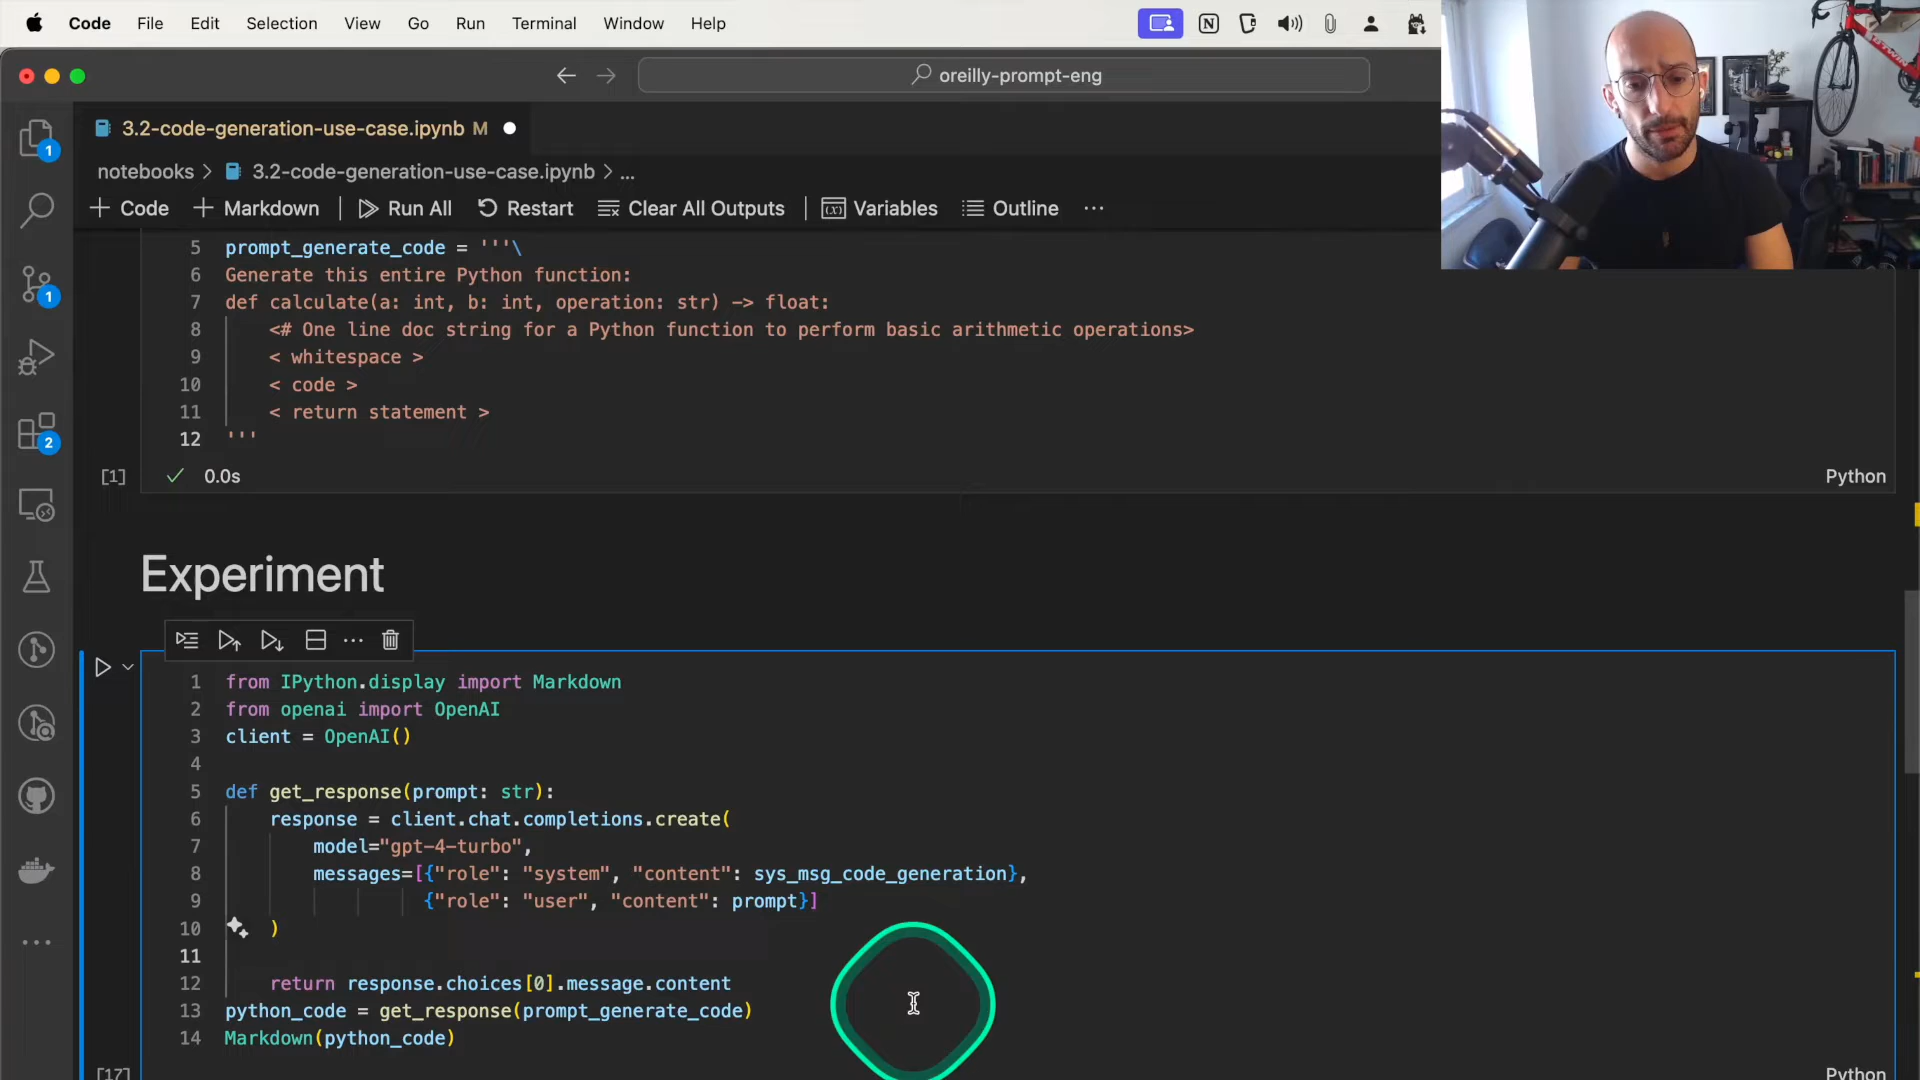 Code File Edit Selection View Go Run Terminal Window Help
oreilly-prompt-eng
3.2-code-generation-use-case.ipynb M
notebooks > 3.2-code-generation-use-case.ipynb > ...
+ Code + Markdown | Run All Restart Clear All Outputs | Variables Outline ...
5 prompt_generate_code = '''\
6 Generate this entire Python function:
7 def calculate(a: int, b: int, operation: str) -> float:
8 <# One line doc string for a Python function to perform basic arithmetic operations>
9 < whitespace >
10 < code >
11 < return statement >
12 '''
[1] ✓ 0.0s Python
Experiment
1 from IPython.display import Markdown
2 from openai import OpenAI
3 client = OpenAI()
4
5 def get_response(prompt: str):
6 response = client.chat.completions.create(
7 model="gpt-4-turbo",
8 messages=[{"role": "system", "content": sys_msg_code_generation},
9 {"role": "user", "content": prompt}]
10 )
11
12 return response.choices[0].message.content
13 python_code = get_response(prompt_generate_code)
14 Markdown(python_code)
[17] Python
1
1
2